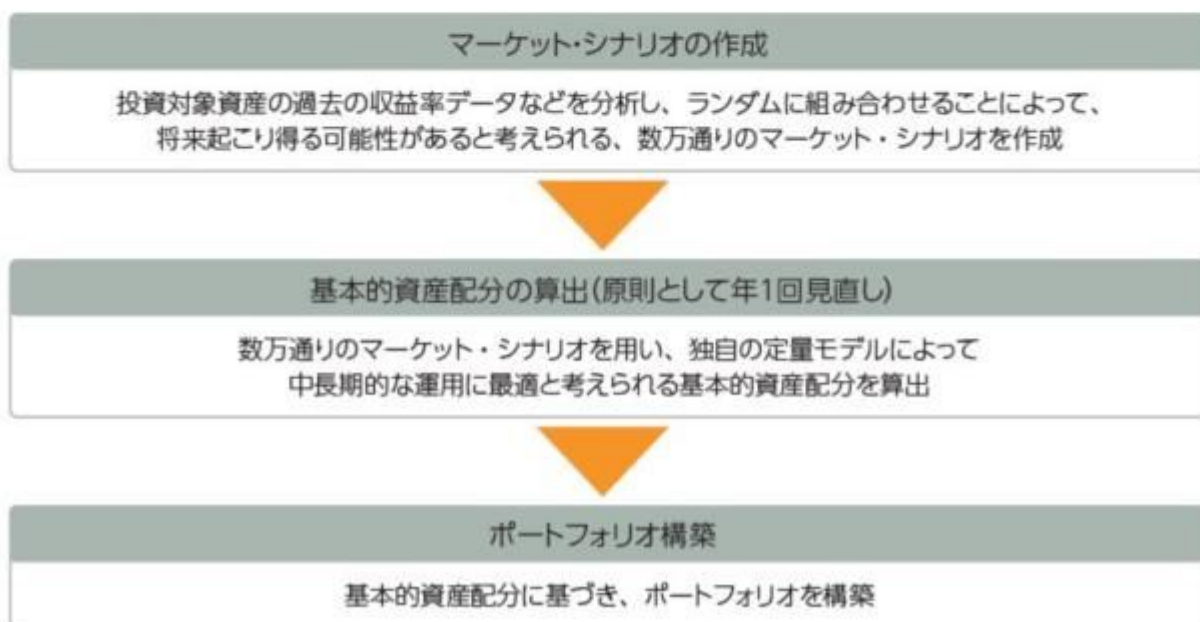 マーケット・シナリオの作成
投資対象資産の過去の収益率データなどを分析し、ランダムに組み合わせることによって、
将来起こり得る可能性があると考えられる、数万通りのマーケット・シナリオを作成
基本的資産配分の算出(原則として年1回見直し)
数万通りのマーケット・シナリオを用い、独自の定量モデルによって
中長期的な運用に最適と考えられる基本的資産配分を算出
ポートフォリオ構築
基本的資産配分に基づき、ポートフォリオを構築